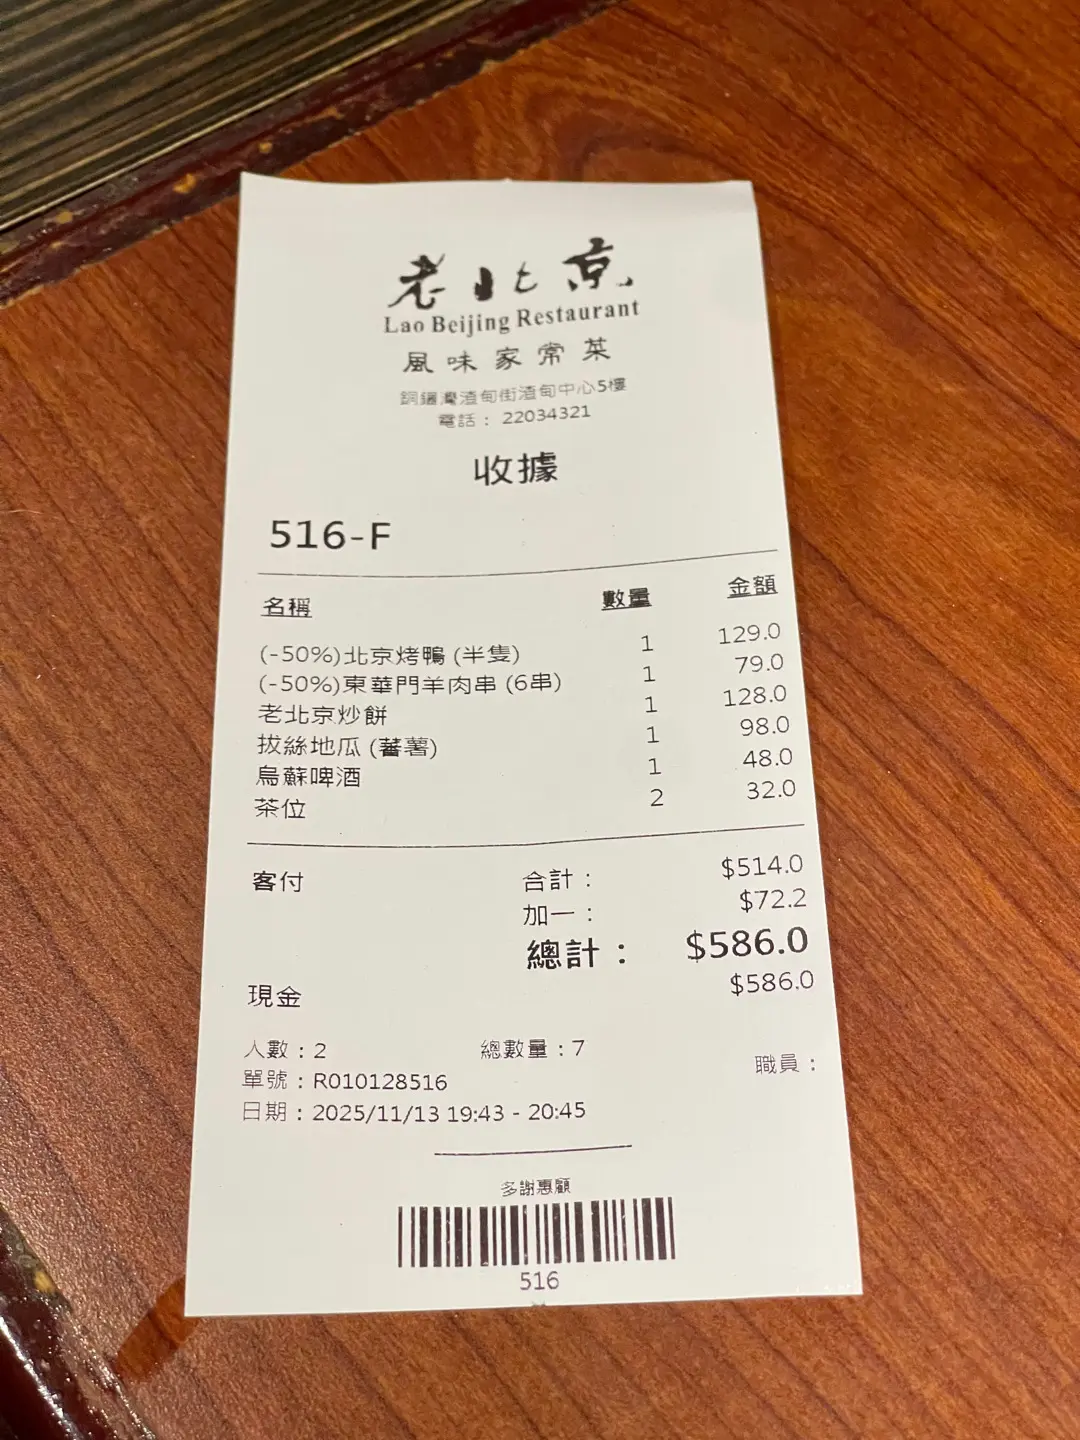 老北京
Lao Beijing Restaurant
風味家常菜
銅鑼灣渣甸街渣甸中心5樓
電話： 22034321
收據
516-F
名稱 數量 金額
(-50%)北京烤鴨 (半隻) 1 129.0
(-50%)東華門羊肉串 (6串) 1 79.0
老北京炒餅 1 128.0
拔絲地瓜 (蕃薯) 1 98.0
烏蘇啤酒 1 48.0
茶位 2 32.0
客付 合計： $514.0
加一： $72.2
總計： $586.0
現金 $586.0
人數：2 總數量：7
單號：R010128516 職員：
日期：2025/11/13 19:43 - 20:45
多謝惠顧
516